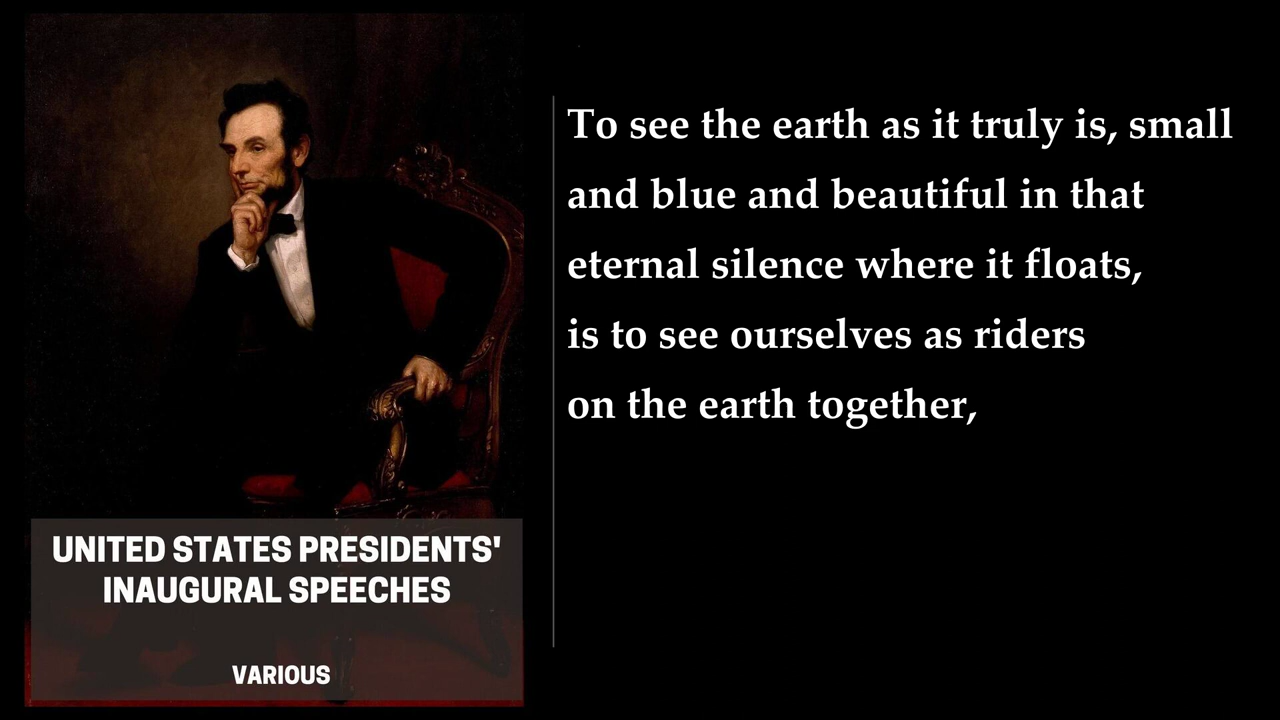 To see the earth as it truly is, small
and blue and beautiful in that
eternal silence where it floats,
is to see ourselves as riders
on the earth together,
UNITED STATES PRESIDENTS'
INAUGURAL SPEECHES
VARIOUS